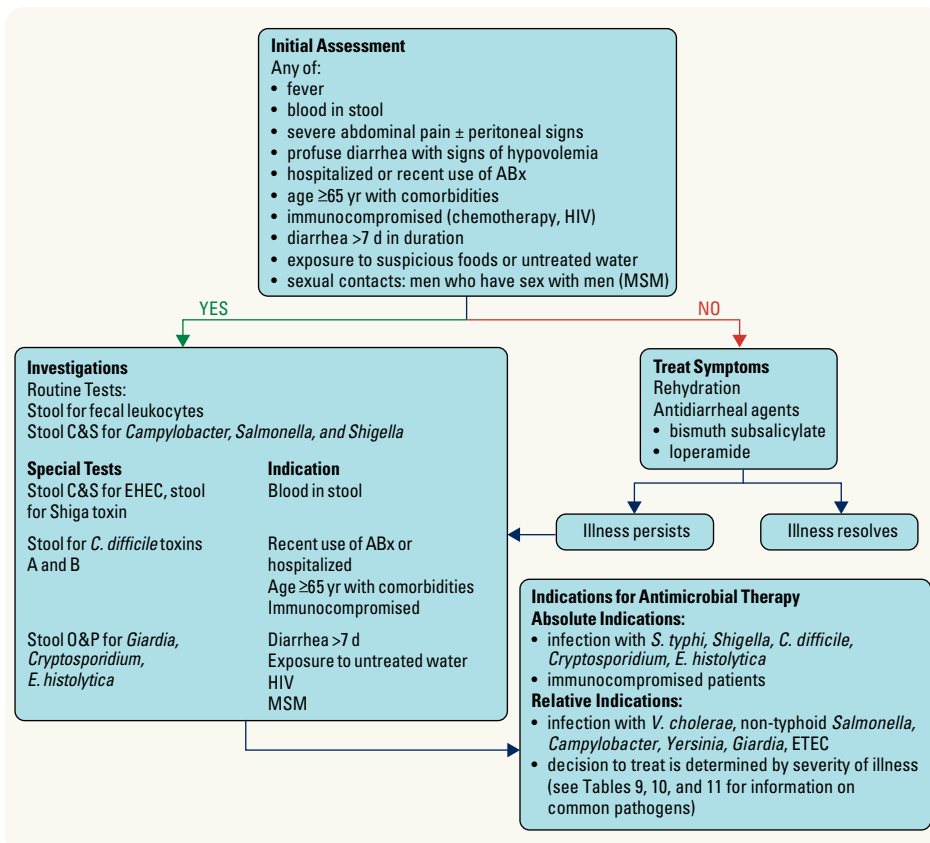 Initial Assessment
Any of:
• fever
• blood in stool
• severe abdominal pain ± peritoneal signs
• profuse diarrhea with signs of hypovolemia
• hospitalized or recent use of ABx
• age ≥65 yr with comorbidities
• immunocompromised (chemotherapy, HIV)
• diarrhea >7 d in duration
• exposure to suspicious foods or untreated water
• sexual contacts: men who have sex with men (MSM)
YES
NO
Investigations
Routine Tests:
Stool for fecal leukocytes
Stool C&S for Campylobacter, Salmonella, and Shigella
Special Tests
Indication
Stool C&S for EHEC, stool
for Shiga toxin
Blood in stool
Stool for C. difficile toxins
A and B
Recent use of ABx or
hospitalized
Age ≥65 yr with comorbidities
Immunocompromised
Stool O&P for Giardia,
Cryptosporidium,
E. histolytica
Diarrhea >7 d
Exposure to untreated water
HIV
MSM
Treat Symptoms
Rehydration
Antidiarrheal agents
• bismuth subsalicylate
• loperamide
Illness persists
Illness resolves
Indications for Antimicrobial Therapy
Absolute Indications:
• infection with S. typhi, Shigella, C. difficile,
Cryptosporidium, E. histolytica
• immunocompromised patients
Relative Indications:
• infection with V. cholerae, non-typhoid Salmonella,
Campylobacter, Yersinia, Giardia, ETEC
• decision to treat is determined by severity of illness
(see Tables 9, 10, and 11 for information on
common pathogens)